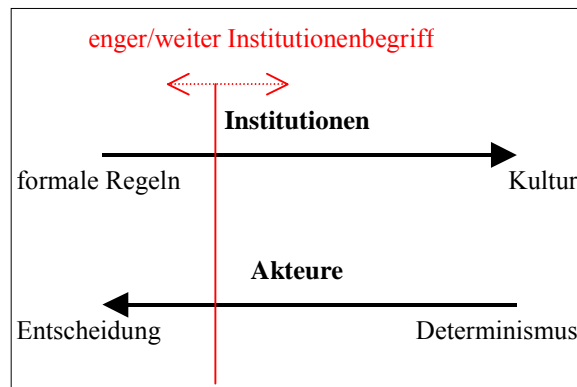 enger/weiter Institutionenbegriff
Institutionen
formale Regeln Kultur
Akteure
Entscheidung Determinismus